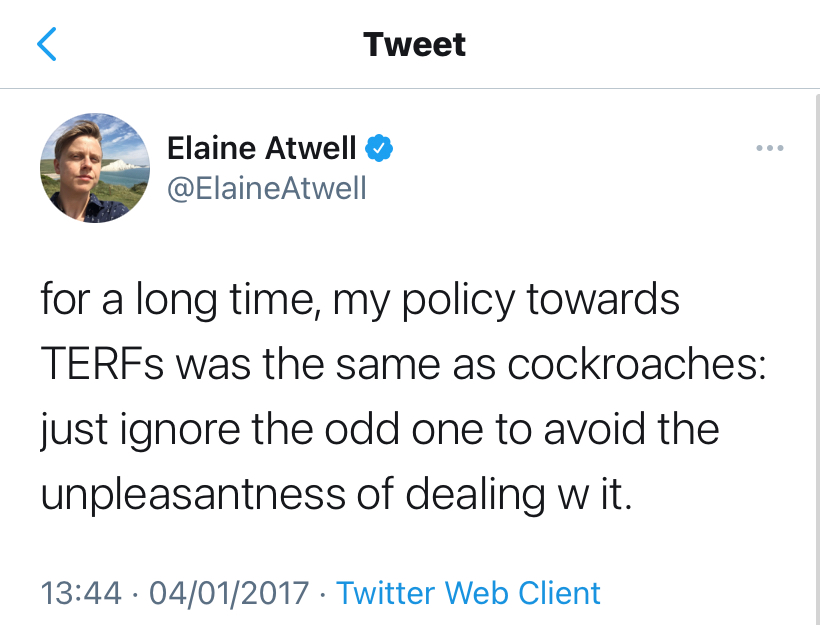 Tweet
Elaine Atwell
@ElaineAtwell
for a long time, my policy towards
TERFs was the same as cockroaches:
just ignore the odd one to avoid the
unpleasantness of dealing w it.
13:44 · 04/01/2017 · Twitter Web Client